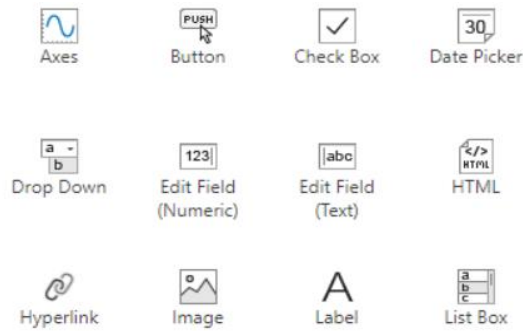 PUSH
30
Axes
Button
Check Box
Date Picker
a
b
123
abc
</>
HTML
Drop Down
Edit Field
(Numeric)
Edit Field
(Text)
HTML
A
a
b
c
Hyperlink
Image
Label
List Box